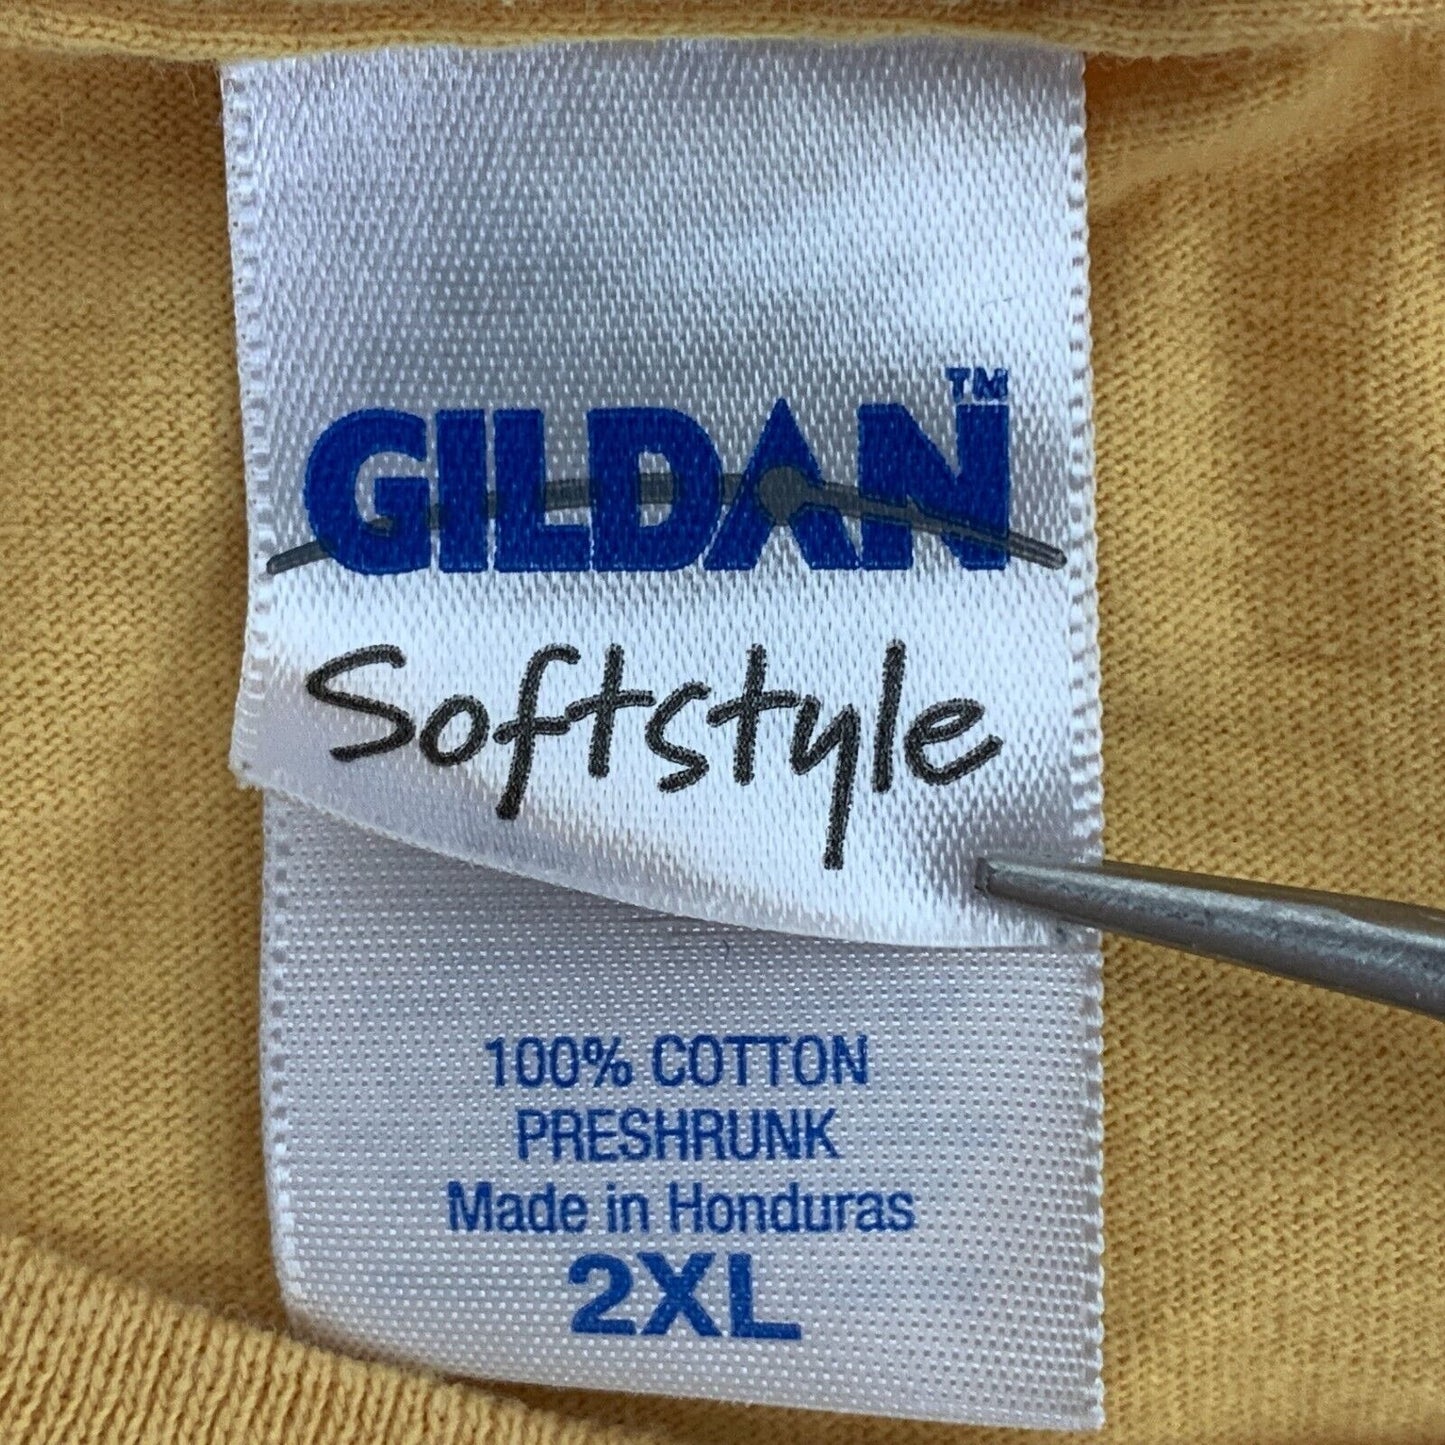 GILDAN™
Softstyle
100% COTTON
PRESHRUNK
Made in Honduras
2XL